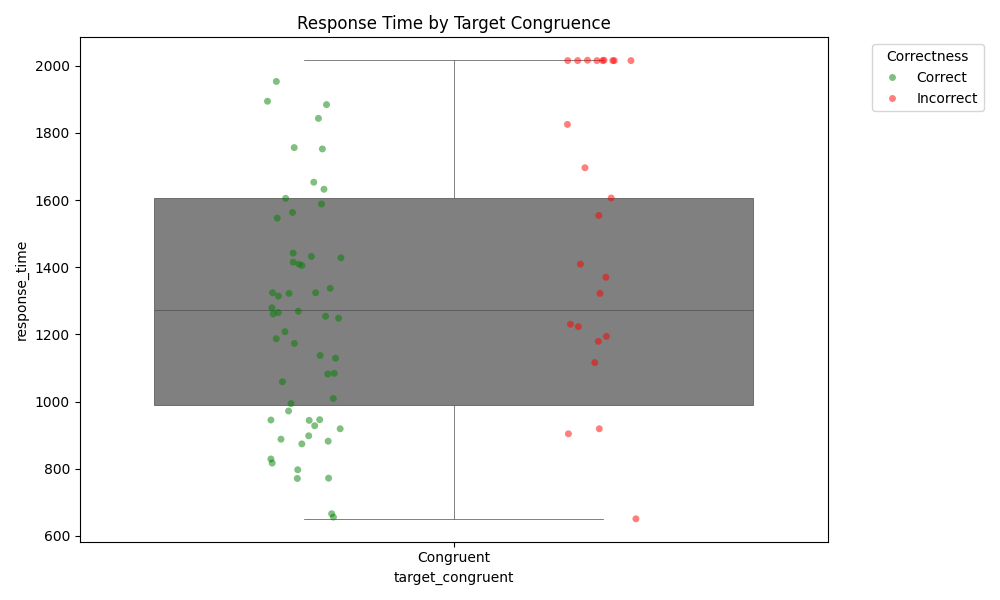 Response Time by Target Congruence
Correctness
Correct
Incorrect
response_time
2000
1800
1600
1400
1200
1000
800
600
Congruent
target_congruent